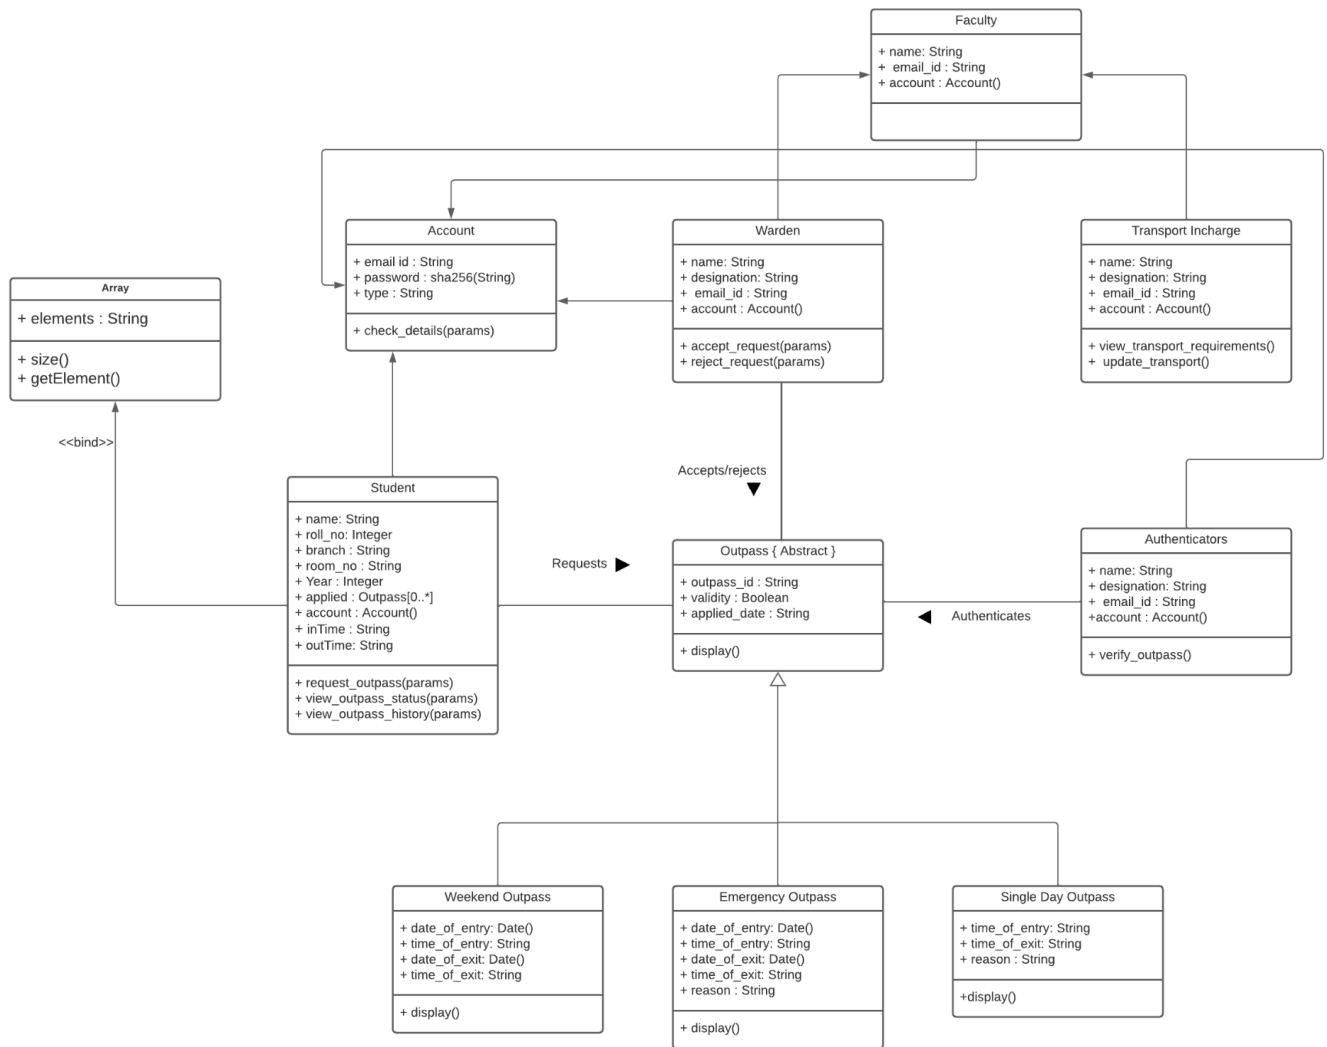 Faculty
+ name: String
+ email_id : String
+ account : Account()
Account
+ email id : String
+ password : sha256(String)
+ type : String
+ check_details(params)
Warden
+ name: String
+ designation: String
+ email_id : String
+ account : Account()
+ accept_request(params)
+ reject_request(params)
Transport Incharge
+ name: String
+ designation: String
+ email_id : String
+ account : Account()
+ view_transport_requirements()
+ update_transport()
Array
+ elements : String
+ size()
+ getElement()
<<bind>>
Accepts/rejects
Student
+ name: String
+ roll_no: Integer
+ branch : String
+ room_no : String
+ Year : Integer
+ applied : Outpass[0..*]
+ account : Account()
+ inTime : String
+ outTime: String
+ request_outpass(params)
+ view_outpass_status(params)
+ view_outpass_history(params)
Requests
Outpass { Abstract }
+ outpass_id : String
+ validity : Boolean
+ applied_date : String
+ display()
Authenticates
Authenticators
+ name: String
+ designation: String
+ email_id : String
+account : Account()
+ verify_outpass()
Weekend Outpass
+ date_of_entry: Date()
+ time_of_entry: String
+ date_of_exit: Date()
+ time_of_exit: String
+ display()
Emergency Outpass
+ date_of_entry: Date()
+ time_of_entry: String
+ date_of_exit: Date()
+ time_of_exit: String
+ reason : String
+ display()
Single Day Outpass
+ time_of_entry: String
+ time_of_exit: String
+ reason : String
+display()